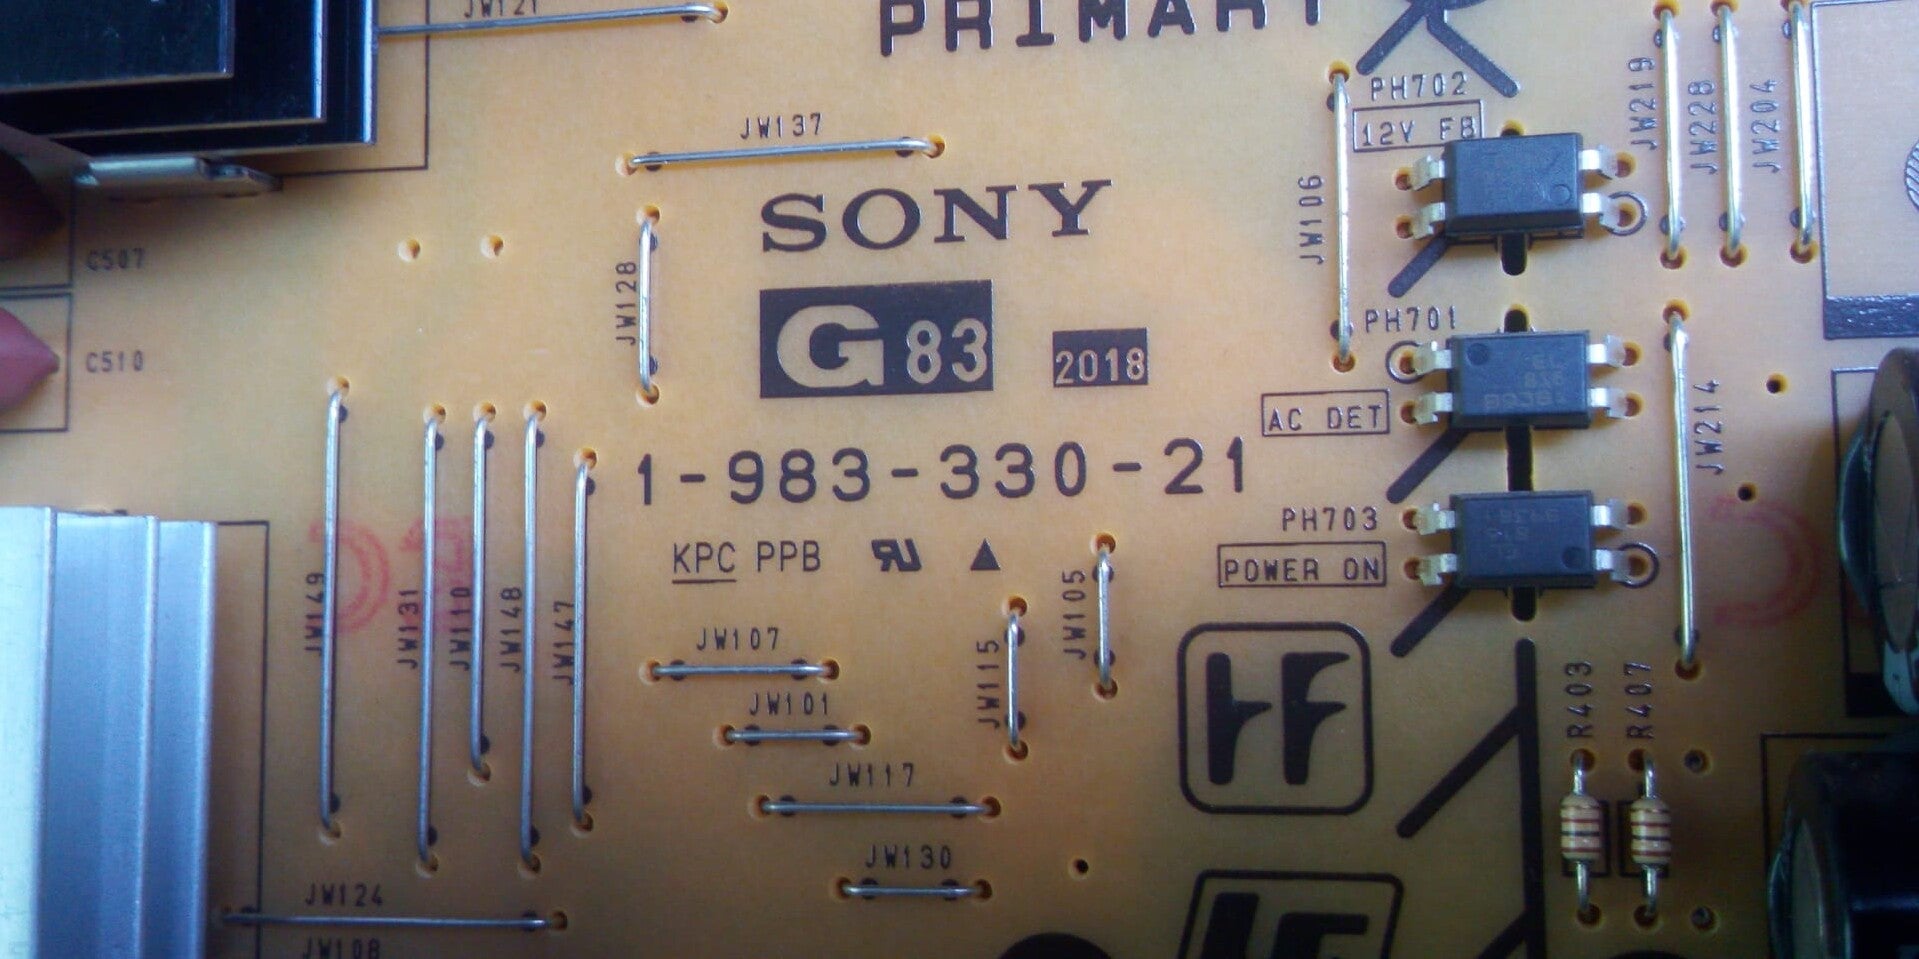 JW121
PRIMARY
JW137
PH702
12V FB
JW219
JW228
JW204
SONY
JW106
C507
JW128
G 83
2018
PH701
C510
AC DET
JW214
1-983-330-21
PH703
KPC PPB
POWER ON
JW149
JW131
JW110
JW148
JW147
JW105
JW107
JW115
JW101
R403
R407
JW117
JW130
JW124
JW108